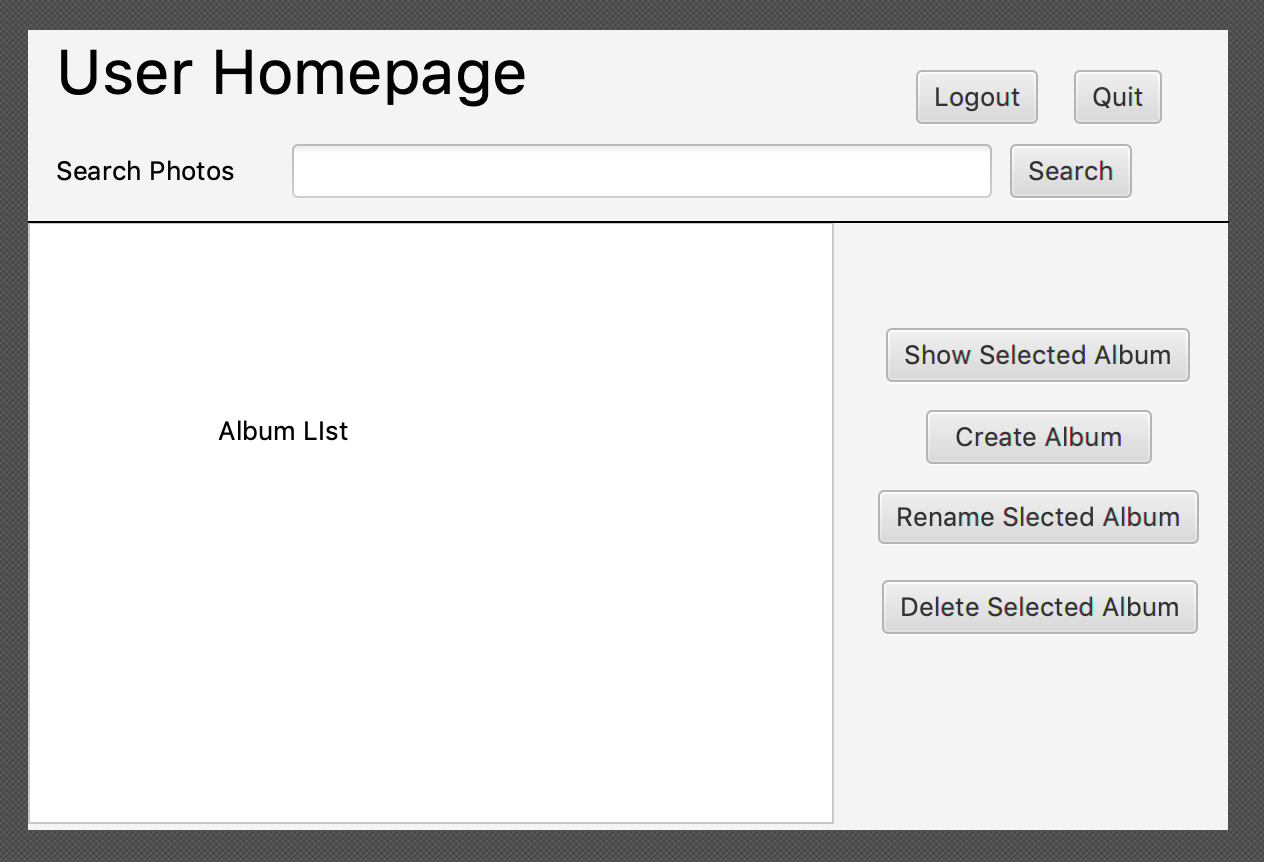 User Homepage
Logout
Quit
Search Photos
Search
Album LIst
Show Selected Album
Create Album
Rename Slected Album
Delete Selected Album